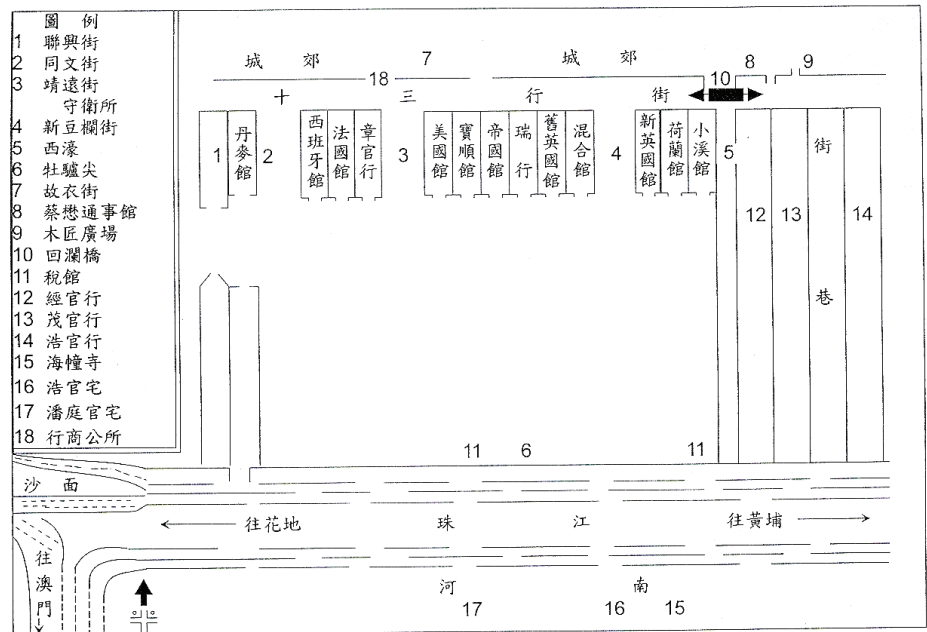 圖 例
1 聯興街
2 同文街
3 靖遠街
守衛所
4 新豆欄街
5 西濠
6 牡驢尖
7 故衣街
8 蔡懋通事館
9 木匠廣場
10 回瀾橋
11 稅館
12 經官行
13 茂官行
14 浩官行
15 海幢寺
16 浩官宅
17 潘庭官宅
18 行商公所
城 郊 7 城 郊 8 9
18 10
十 三 行 街
1
丹麥館
2
西班牙館
法國館
章官行
3
美國館
寶順館
帝國館
瑞行
舊英國館
混合館
4
新英國館
荷蘭館
小溪館
5
12
13
街巷
14
11 6 11
沙 面
往花地 珠 江 往黃埔
往澳門
河 南
17 16 15